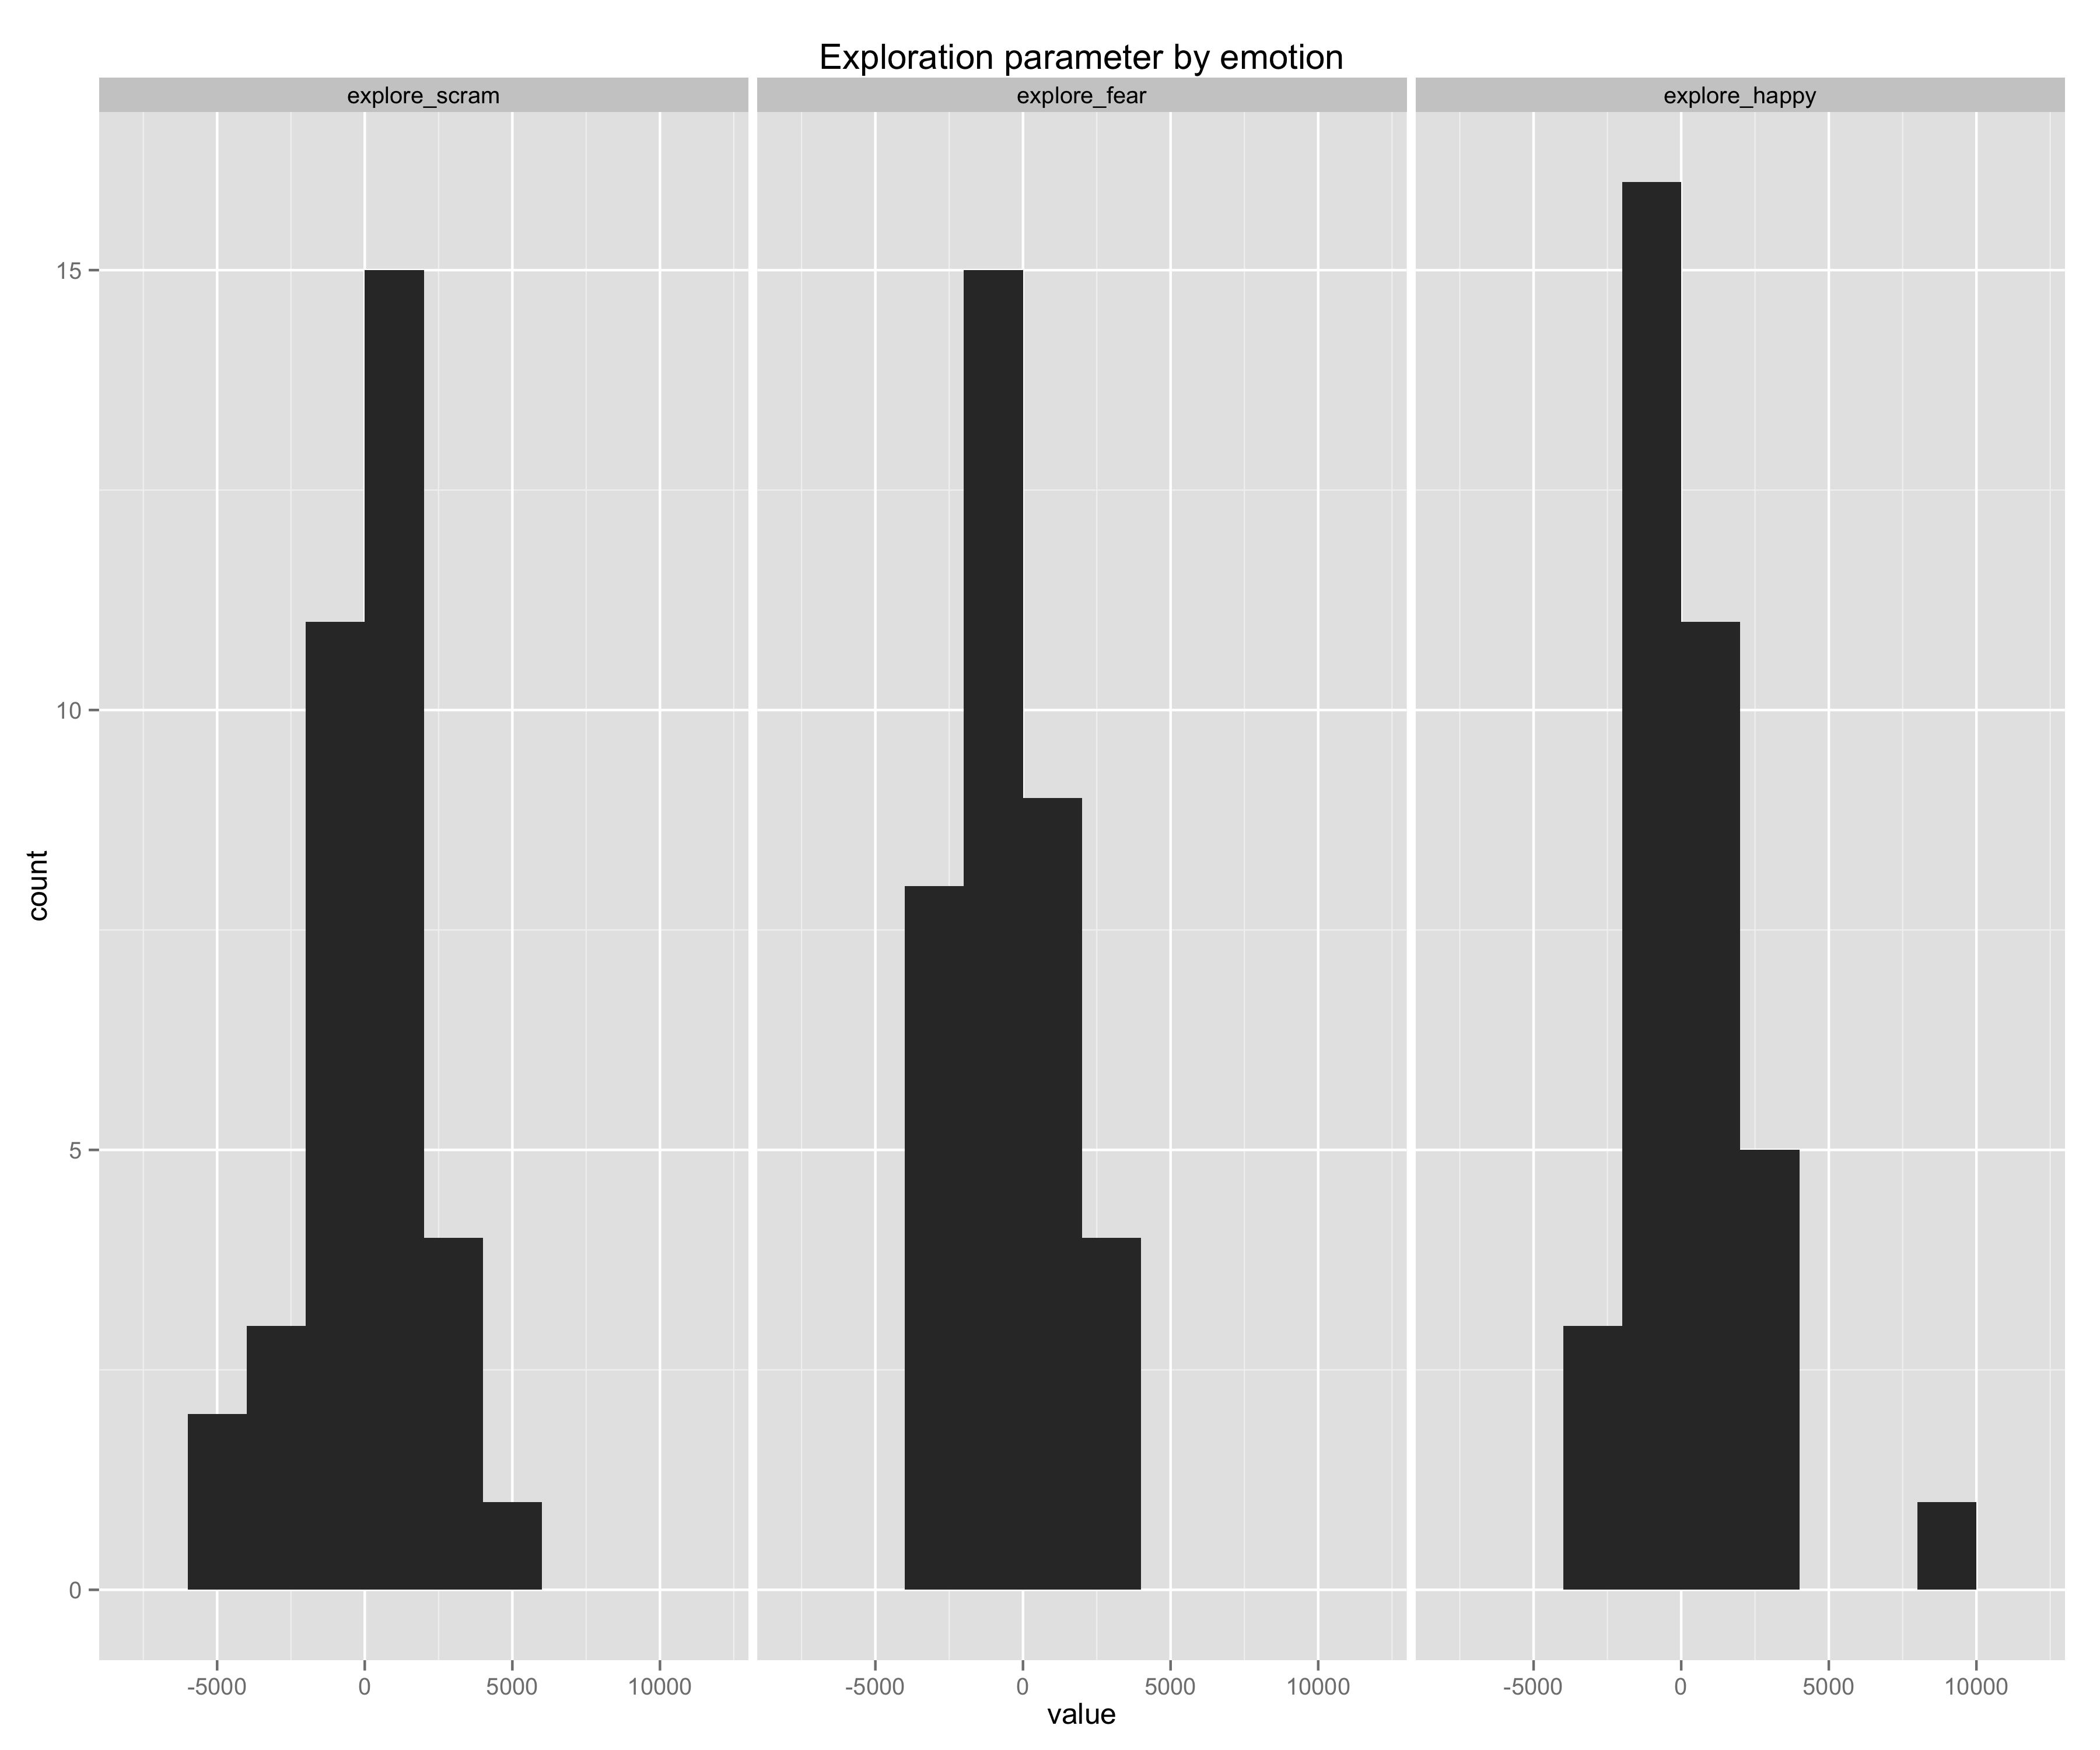 Exploration parameter by emotion
explore_scram explore_fear explore_happy
15
10
5
0
count
-5000 0 5000 10000 -5000 0 5000 10000 -5000 0 5000 10000
value